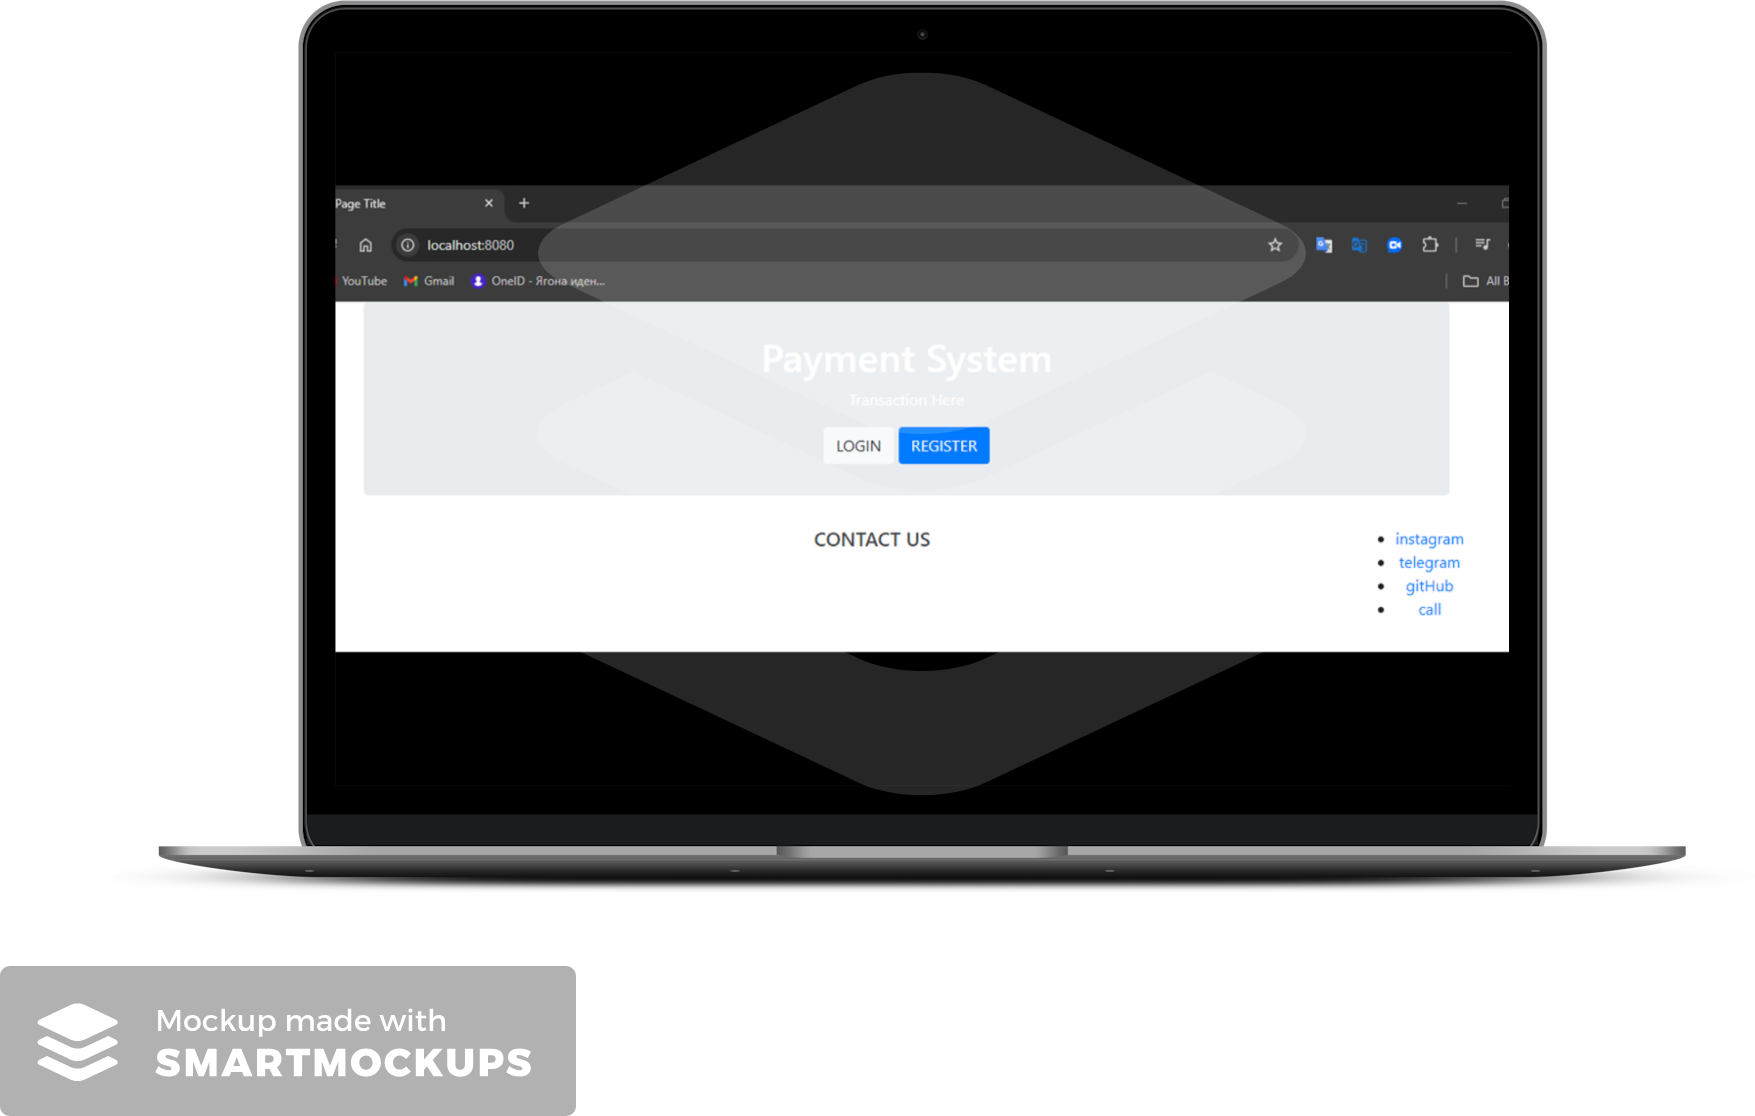 Page Title
localhost:8080
YouTube Gmail OneID - Ягона иден... All B
Payment System
Transaction Here
LOGIN REGISTER
CONTACT US
instagram
telegram
gitHub
call
Mockup made with
SMARTMOCKUPS